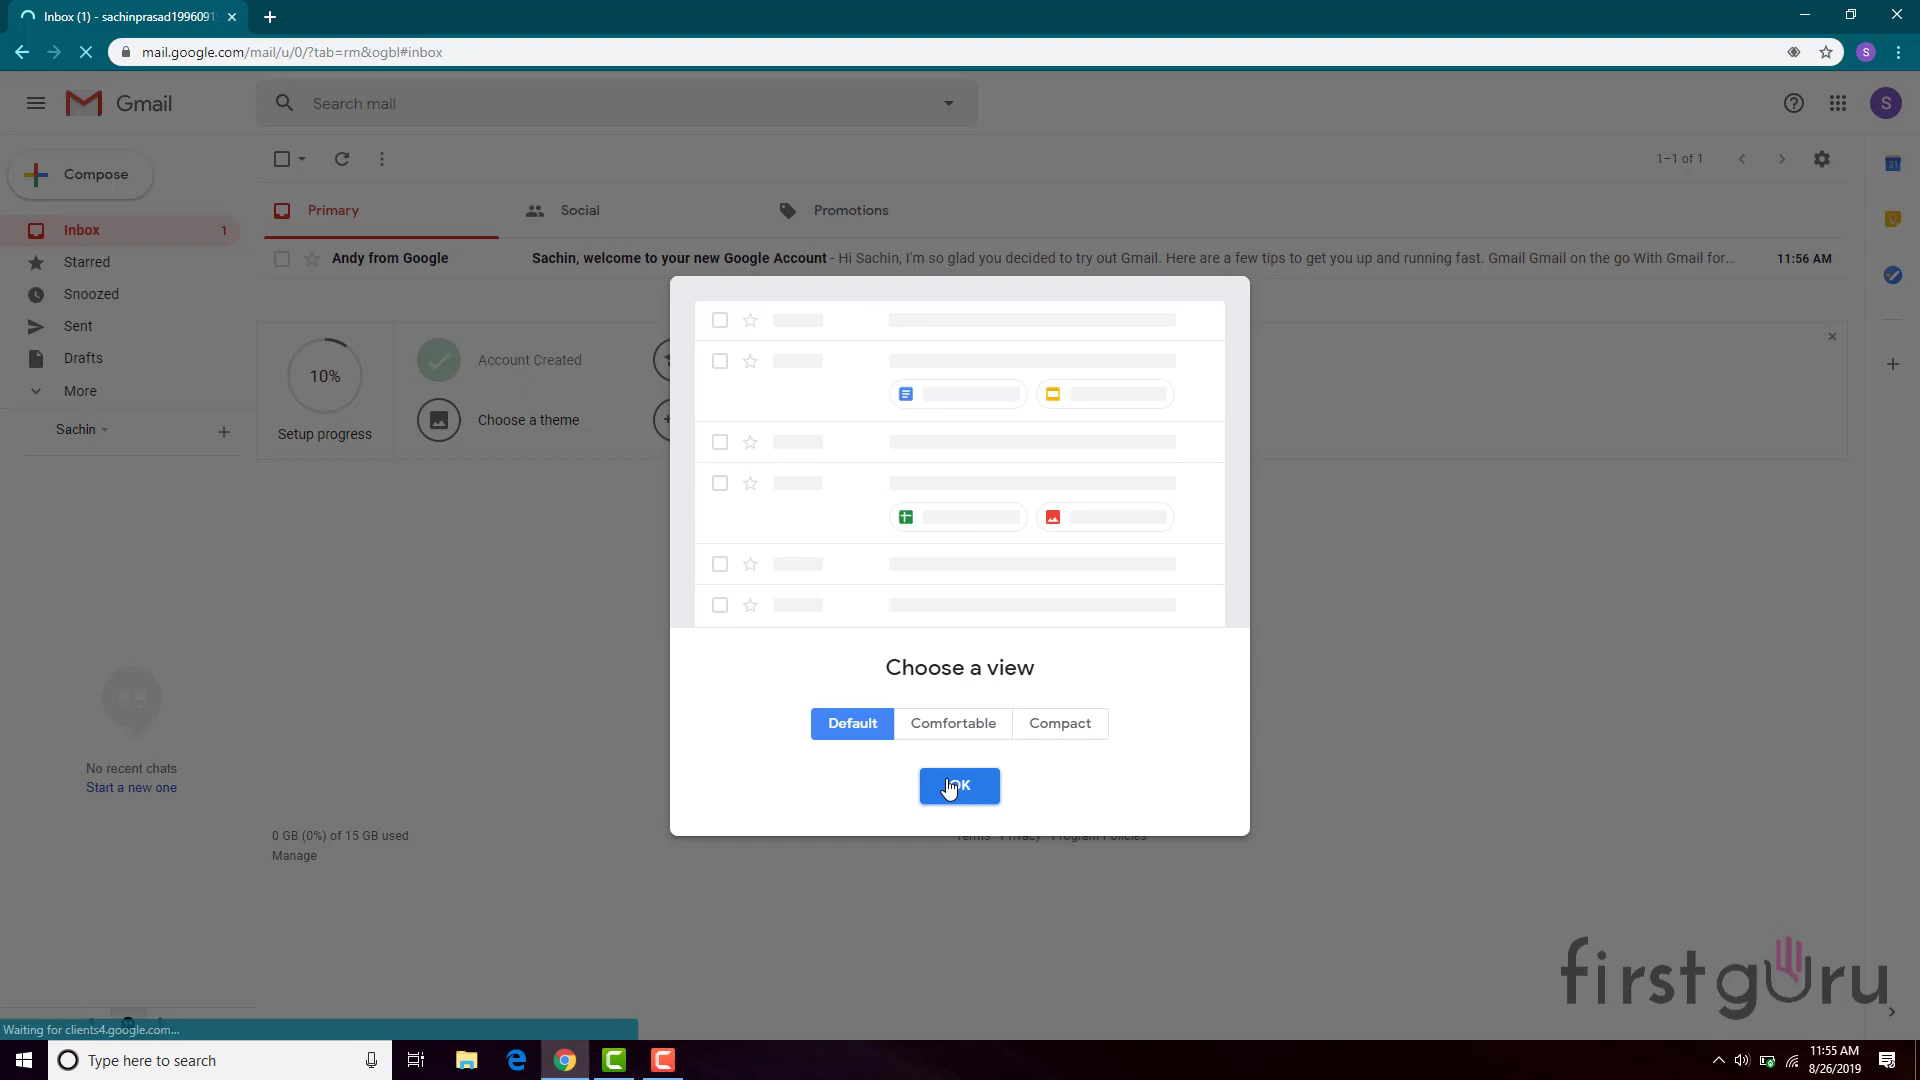 Inbox (1) - sachinprasad1996091
mail.google.com/mail/u/0/?tab=rm&ogbl#inbox
S
Gmail
Search mail
S
Compose
1–1 of 1
31
Primary
Social
Promotions
Inbox
1
Andy from Google
Sachin, welcome to your new Google Account - Hi Sachin, I'm so glad you decided to try out Gmail. Here are a few tips to get you up and running fast. Gmail Gmail on the go With Gmail for…
11:56 AM
Starred
Snoozed
Sent
Drafts
More
Sachin
10%
Setup progress
Account Created
Choose a theme
Choose a view
Default
Comfortable
Compact
OK
No recent chats
Start a new one
0 GB (0%) of 15 GB used
Manage
Terms Privacy Program Policies
firstguru
Waiting for clients4.google.com...
Type here to search
11:55 AM
8/26/2019